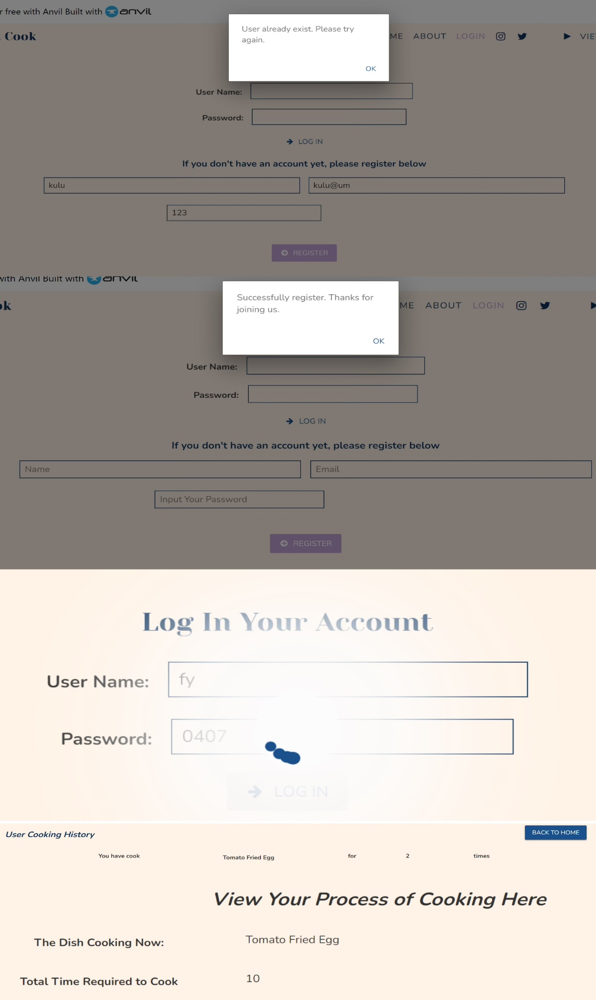 r free with Anvil Built with anvil
User already exist. Please try
again.
OK
Cook
ME ABOUT LOGIN VIE
User Name:
Password:
LOG IN
If you don't have an account yet, please register below
kulu kulu@um
123
REGISTER
with Anvil Built with anvil
Successfully register. Thanks for
joining us.
OK
ok
ME ABOUT LOGIN
User Name:
Password:
LOG IN
If you don't have an account yet, please register below
Name Email
Input Your Password
REGISTER
Log In Your Account
User Name: fy
Password: 0407
LOG IN
User Cooking History BACK TO HOME
You have cook Tomato Fried Egg for 2 times
View Your Process of Cooking Here
The Dish Cooking Now: Tomato Fried Egg
Total Time Required to Cook 10